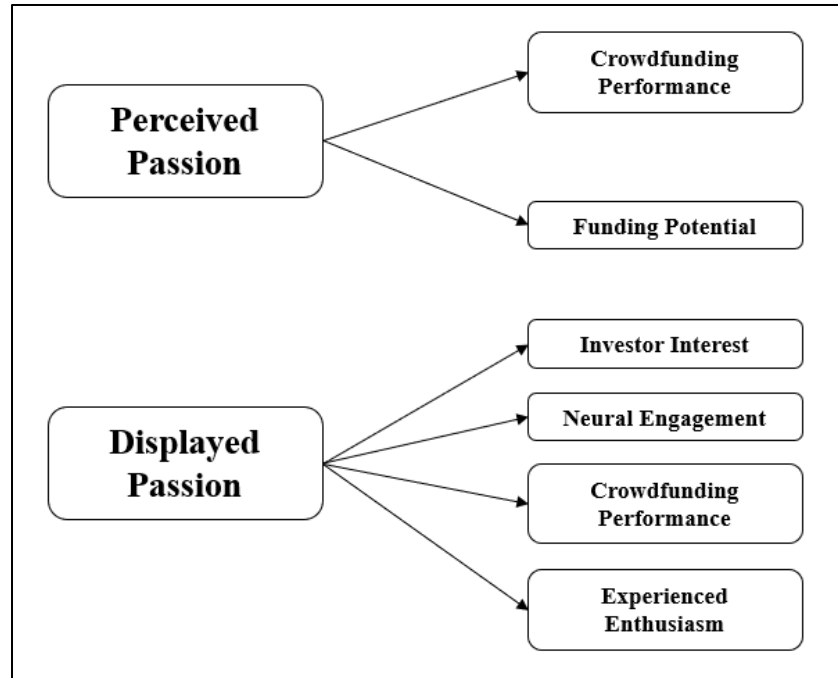 Perceived
Passion
Crowdfunding
Performance
Funding Potential
Displayed
Passion
Investor Interest
Neural Engagement
Crowdfunding
Performance
Experienced
Enthusiasm